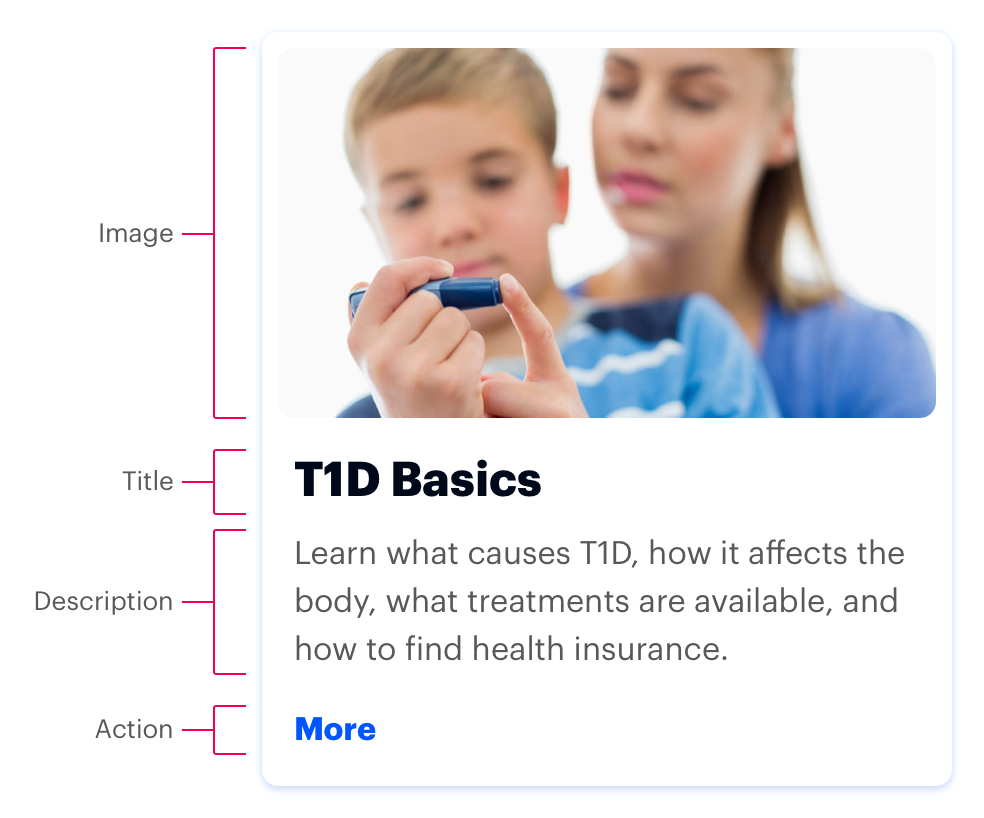 Image
Title
T1D Basics
Description
Learn what causes T1D, how it affects the
body, what treatments are available, and
how to find health insurance.
Action
More